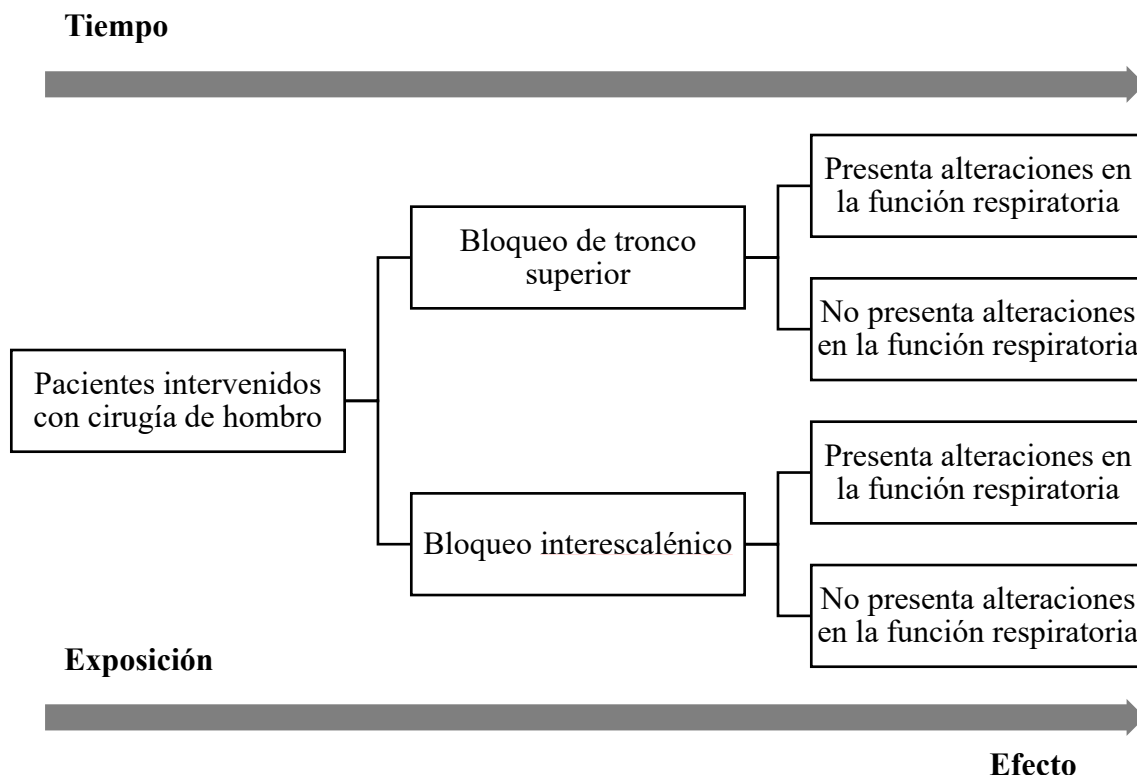 Tiempo
Presenta alteraciones en
la función respiratoria
Bloqueo de tronco
superior
No presenta alteraciones
en la función respiratoria
Pacientes intervenidos
con cirugía de hombro
Presenta alteraciones en
la función respiratoria
Bloqueo interescalénico
No presenta alteraciones
en la función respiratoria
Exposición
Efecto